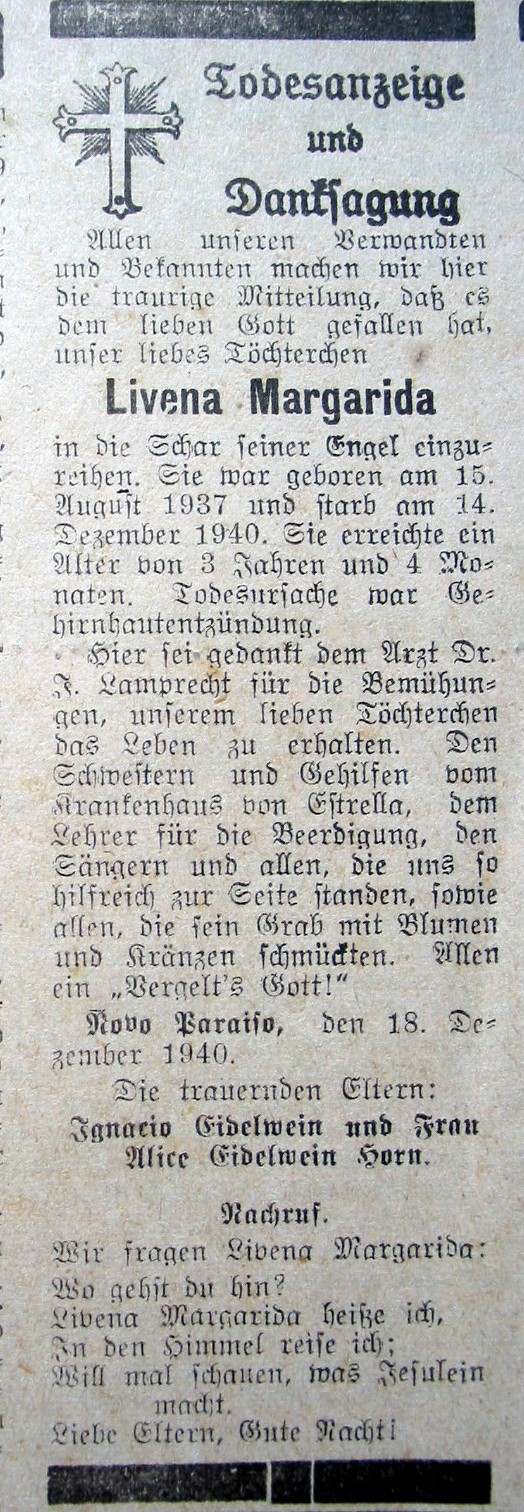 Todesanzeige
und
Danksagung
Allen unseren Verwandten
und Bekannten machen wir hier
die traurige Mitteilung, daß es
dem lieben Gott gefallen hat,
unser liebes Töchterchen
Livena Margarida
in die Schar seiner Engel einzu-
reihen. Sie war geboren am 15.
August 1937 und starb am 14.
Dezember 1940. Sie erreichte ein
Alter von 3 Jahren und 4 Mo-
naten. Todesursache war Ge-
hirnhautentzündung.
Hier sei gedankt dem Arzt Dr.
J. Lamprecht für die Bemühun-
gen, unserem lieben Töchterchen
das Leben zu erhalten. Den
Schwestern und Gehilfen vom
Krankenhaus von Estrella, dem
Lehrer für die Beerdigung, den
Sängern und allen, die uns so
hilfreich zur Seite standen, sowie
allen, die sein Grab mit Blumen
und Kränzen schmückten. Allen
ein „Vergelt's Gott!“
Novo Paraiso, den 18. De-
zember 1940.
Die trauernden Eltern:
Ignacio Eidelwein und Frau
Alice Eidelwein Horn.
Nachruf.
Wir fragen Livena Margarida:
Wo gehst du hin?
Livena Margarida heiße ich,
In den Himmel reise ich;
Will mal schauen, was Jesulein
macht.
Liebe Eltern, Gute Nacht!